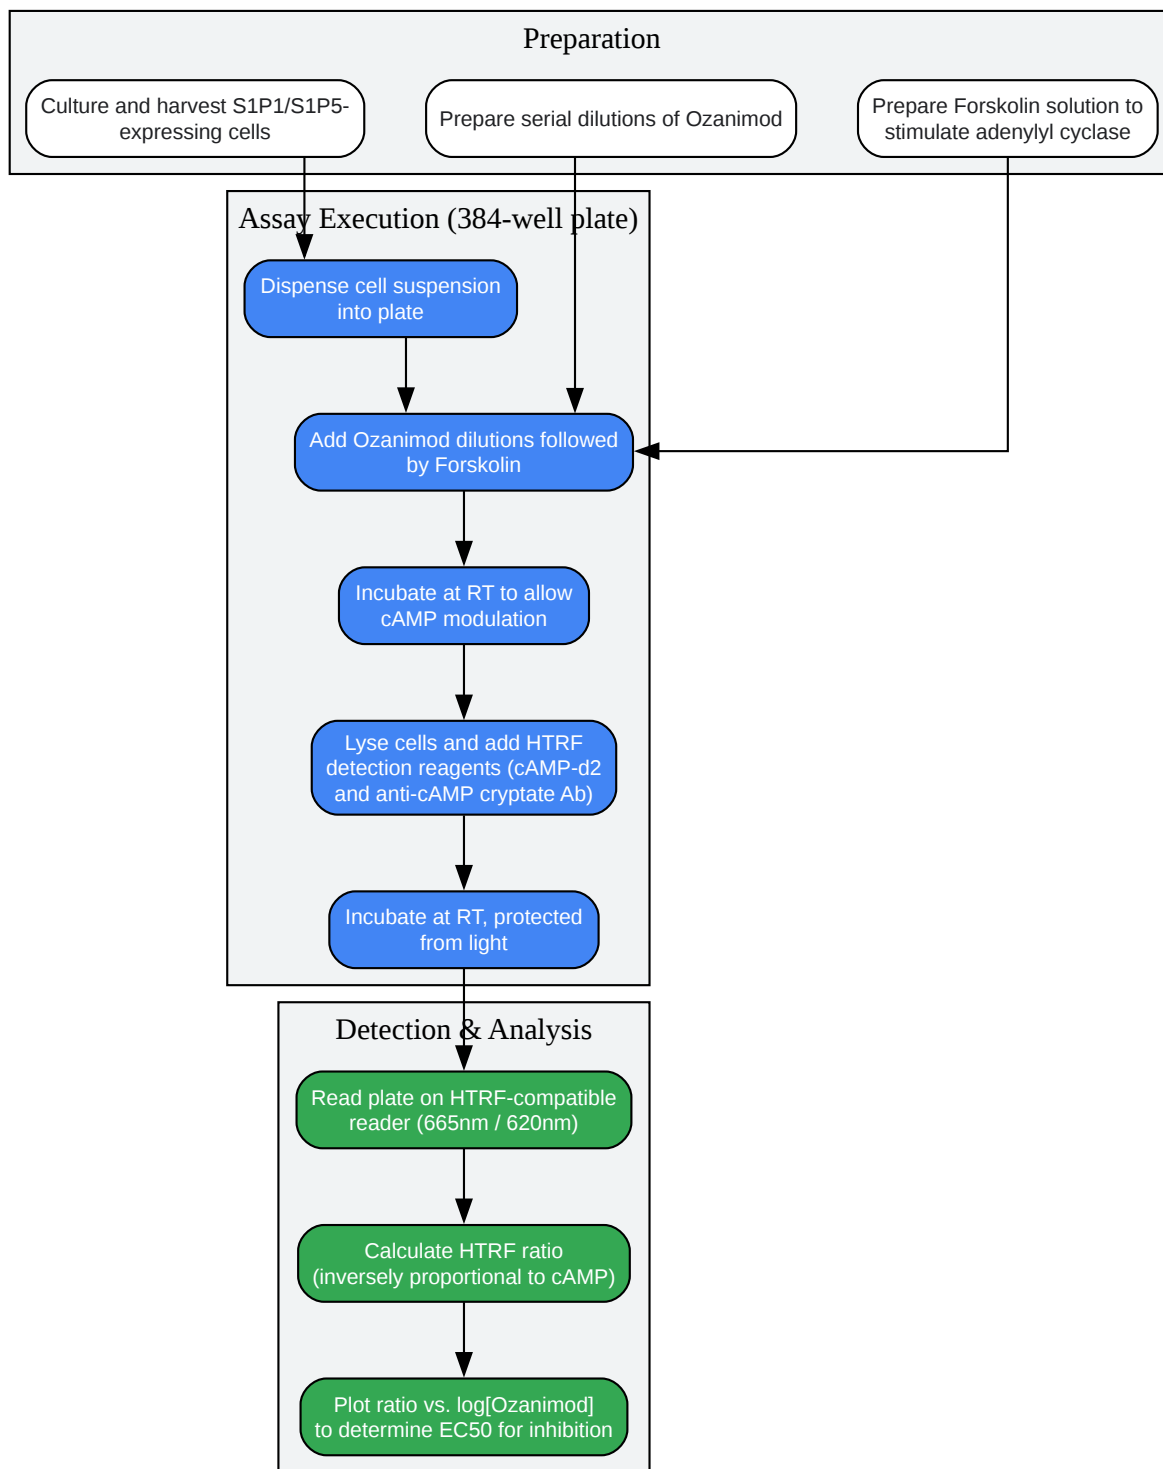 Preparation
Culture and harvest S1P1/S1P5-
expressing cells
Prepare serial dilutions of Ozanimod
Prepare Forskolin solution to
stimulate adenylyl cyclase
Assay Execution (384-well plate)
Dispense cell suspension
into plate
Add Ozanimod dilutions followed
by Forskolin
Incubate at RT to allow
cAMP modulation
Lyse cells and add HTRF
detection reagents (cAMP-d2
and anti-cAMP cryptate Ab)
Incubate at RT, protected
from light
Detection & Analysis
Read plate on HTRF-compatible
reader (665nm / 620nm)
Calculate HTRF ratio
(inversely proportional to cAMP)
Plot ratio vs. log[Ozanimod]
to determine EC50 for inhibition